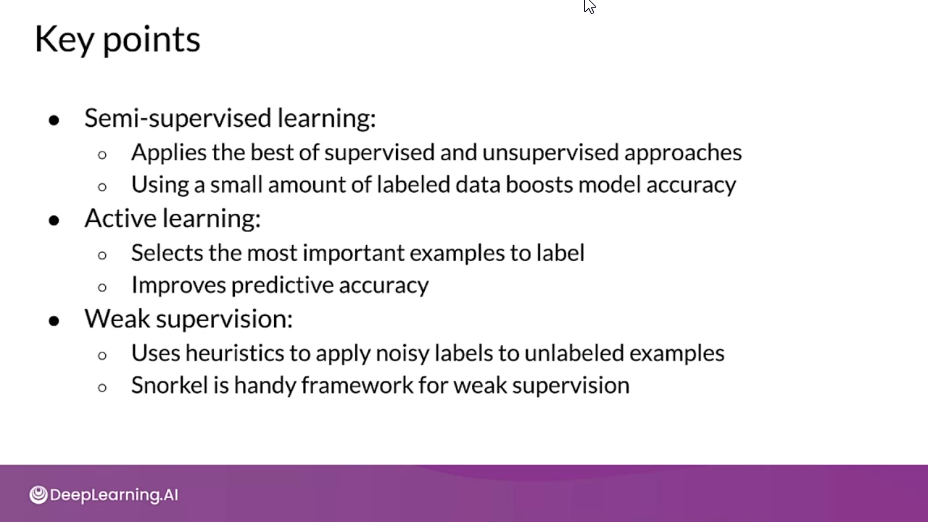 Key points
● Semi-supervised learning:
○ Applies the best of supervised and unsupervised approaches
○ Using a small amount of labeled data boosts model accuracy
● Active learning:
○ Selects the most important examples to label
○ Improves predictive accuracy
● Weak supervision:
○ Uses heuristics to apply noisy labels to unlabeled examples
○ Snorkel is handy framework for weak supervision
DeepLearning.AI